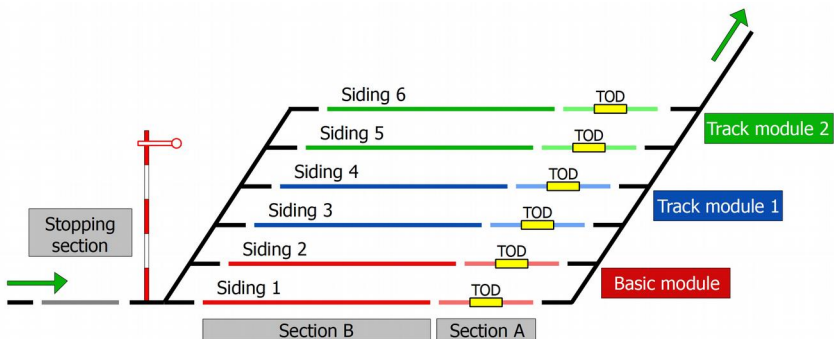 Siding 6
TOD
Siding 5
TOD
Track module 2
Siding 4
TOD
Siding 3
TOD
Track module 1
Stopping
section
Siding 2
TOD
Siding 1
TOD
Basic module
Section B
Section A